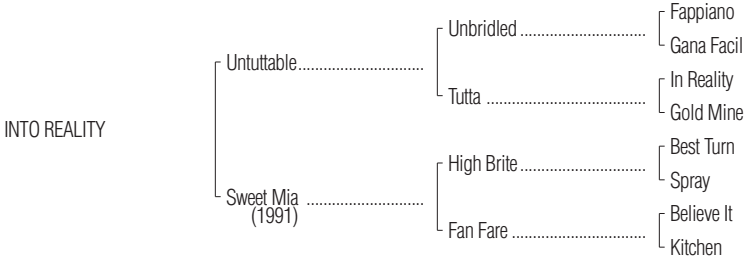 Fappiano
Unbridled ..............................
Gana Facil
Untuttable..............................
In Reality
Tutta ......................................
Gold Mine
INTO REALITY
Best Turn
High Brite..............................
Spray
Sweet Mia ............................
(1991)
Believe It
Fan Fare ................................
Kitchen